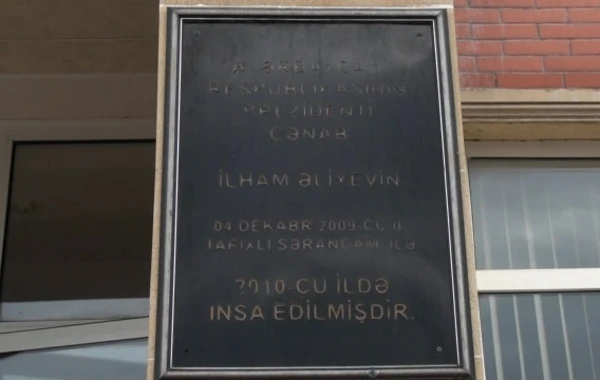 AZƏRBAYCAN
RESPUBLİKASININ
PREZİDENTİ
CƏNAB
İLHAM ƏLİYEVİN
04 DEKABR 2009-CU İL
TARİXLİ SƏRƏNCAMI İLƏ
2010-CU İLDƏ
INSA EDİLMİŞDİR.